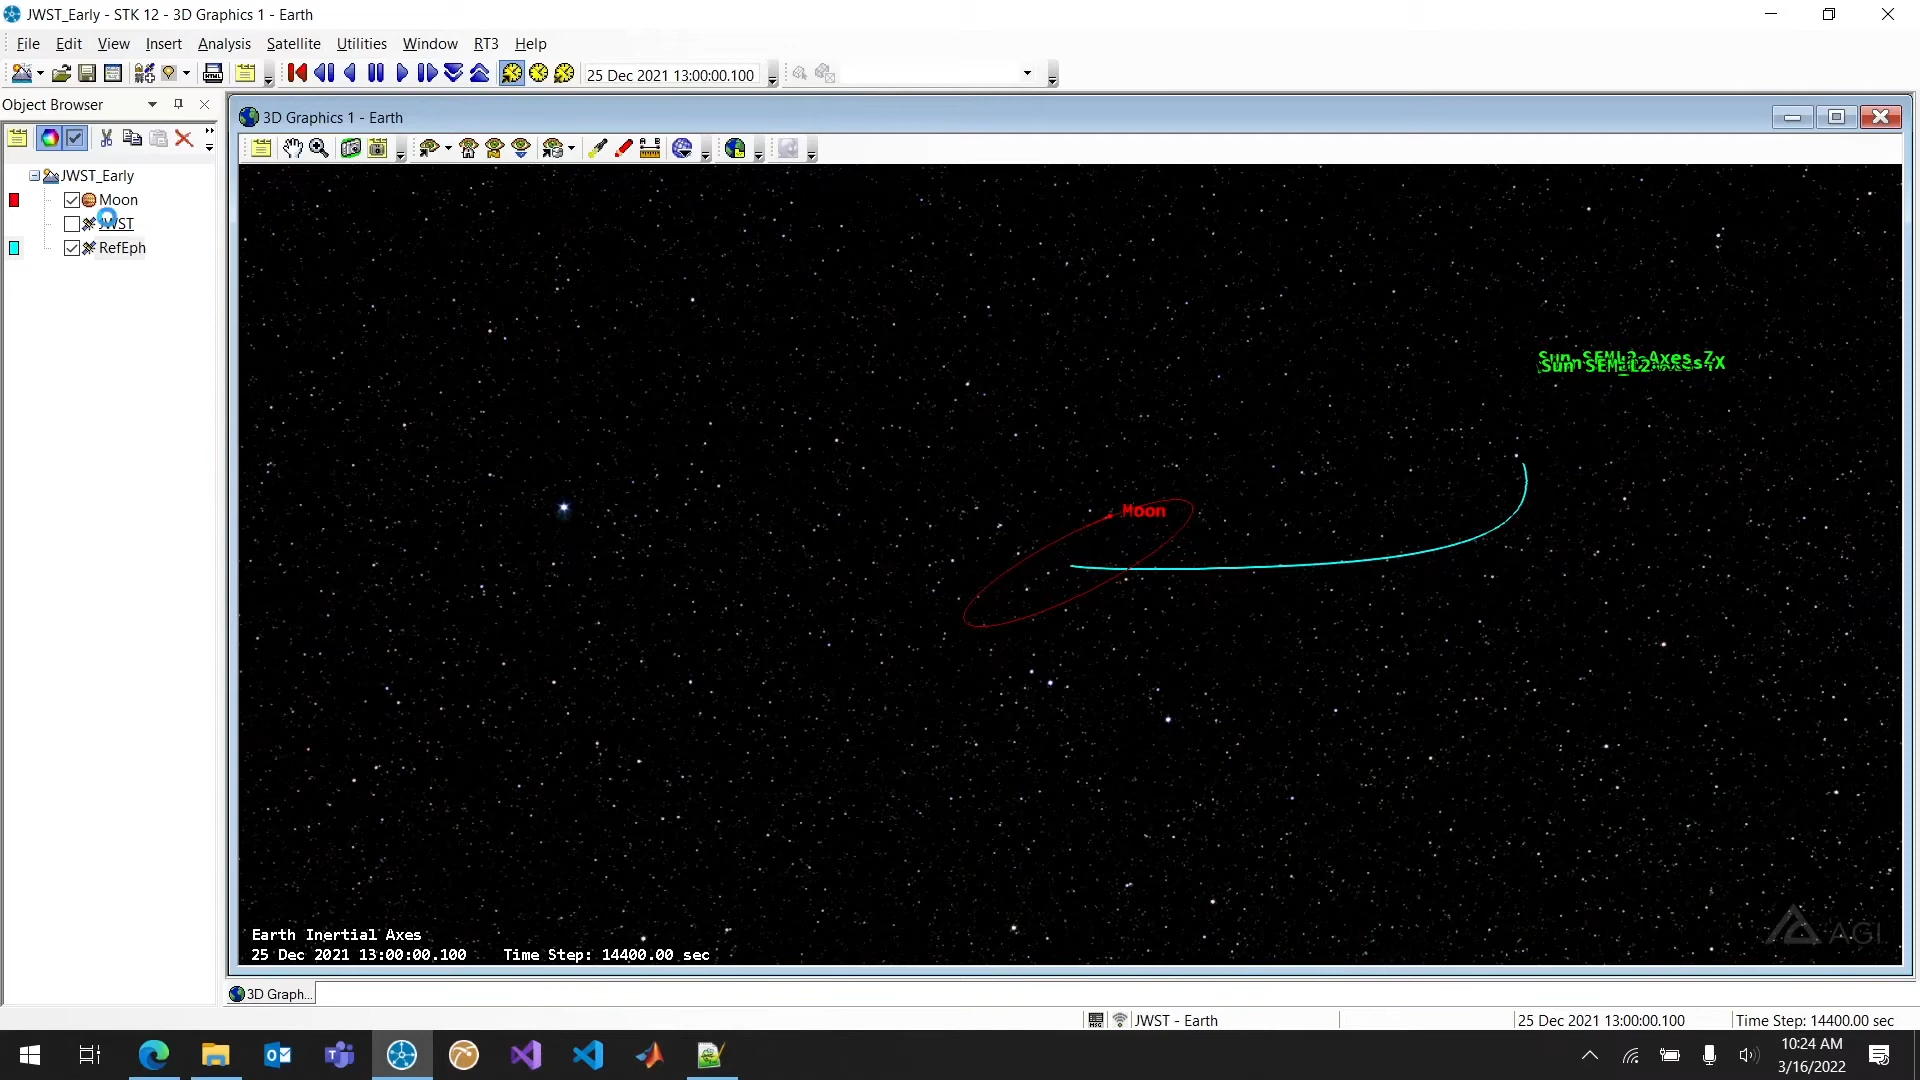 JWST_Early - STK 12 - 3D Graphics 1 - Earth
File Edit View Insert Analysis Satellite Utilities Window RT3 Help
25 Dec 2021 13:00:00.100
Object Browser
3D Graphics 1 - Earth
JWST_Early
Moon
JWST
RefEph
Moon
Earth Inertial Axes
25 Dec 2021 13:00:00.100 Time Step: 14400.00 sec
AGI
3D Graph...
JWST - Earth
25 Dec 2021 13:00:00.100
Time Step: 14400.00 sec
10:24 AM
3/16/2022